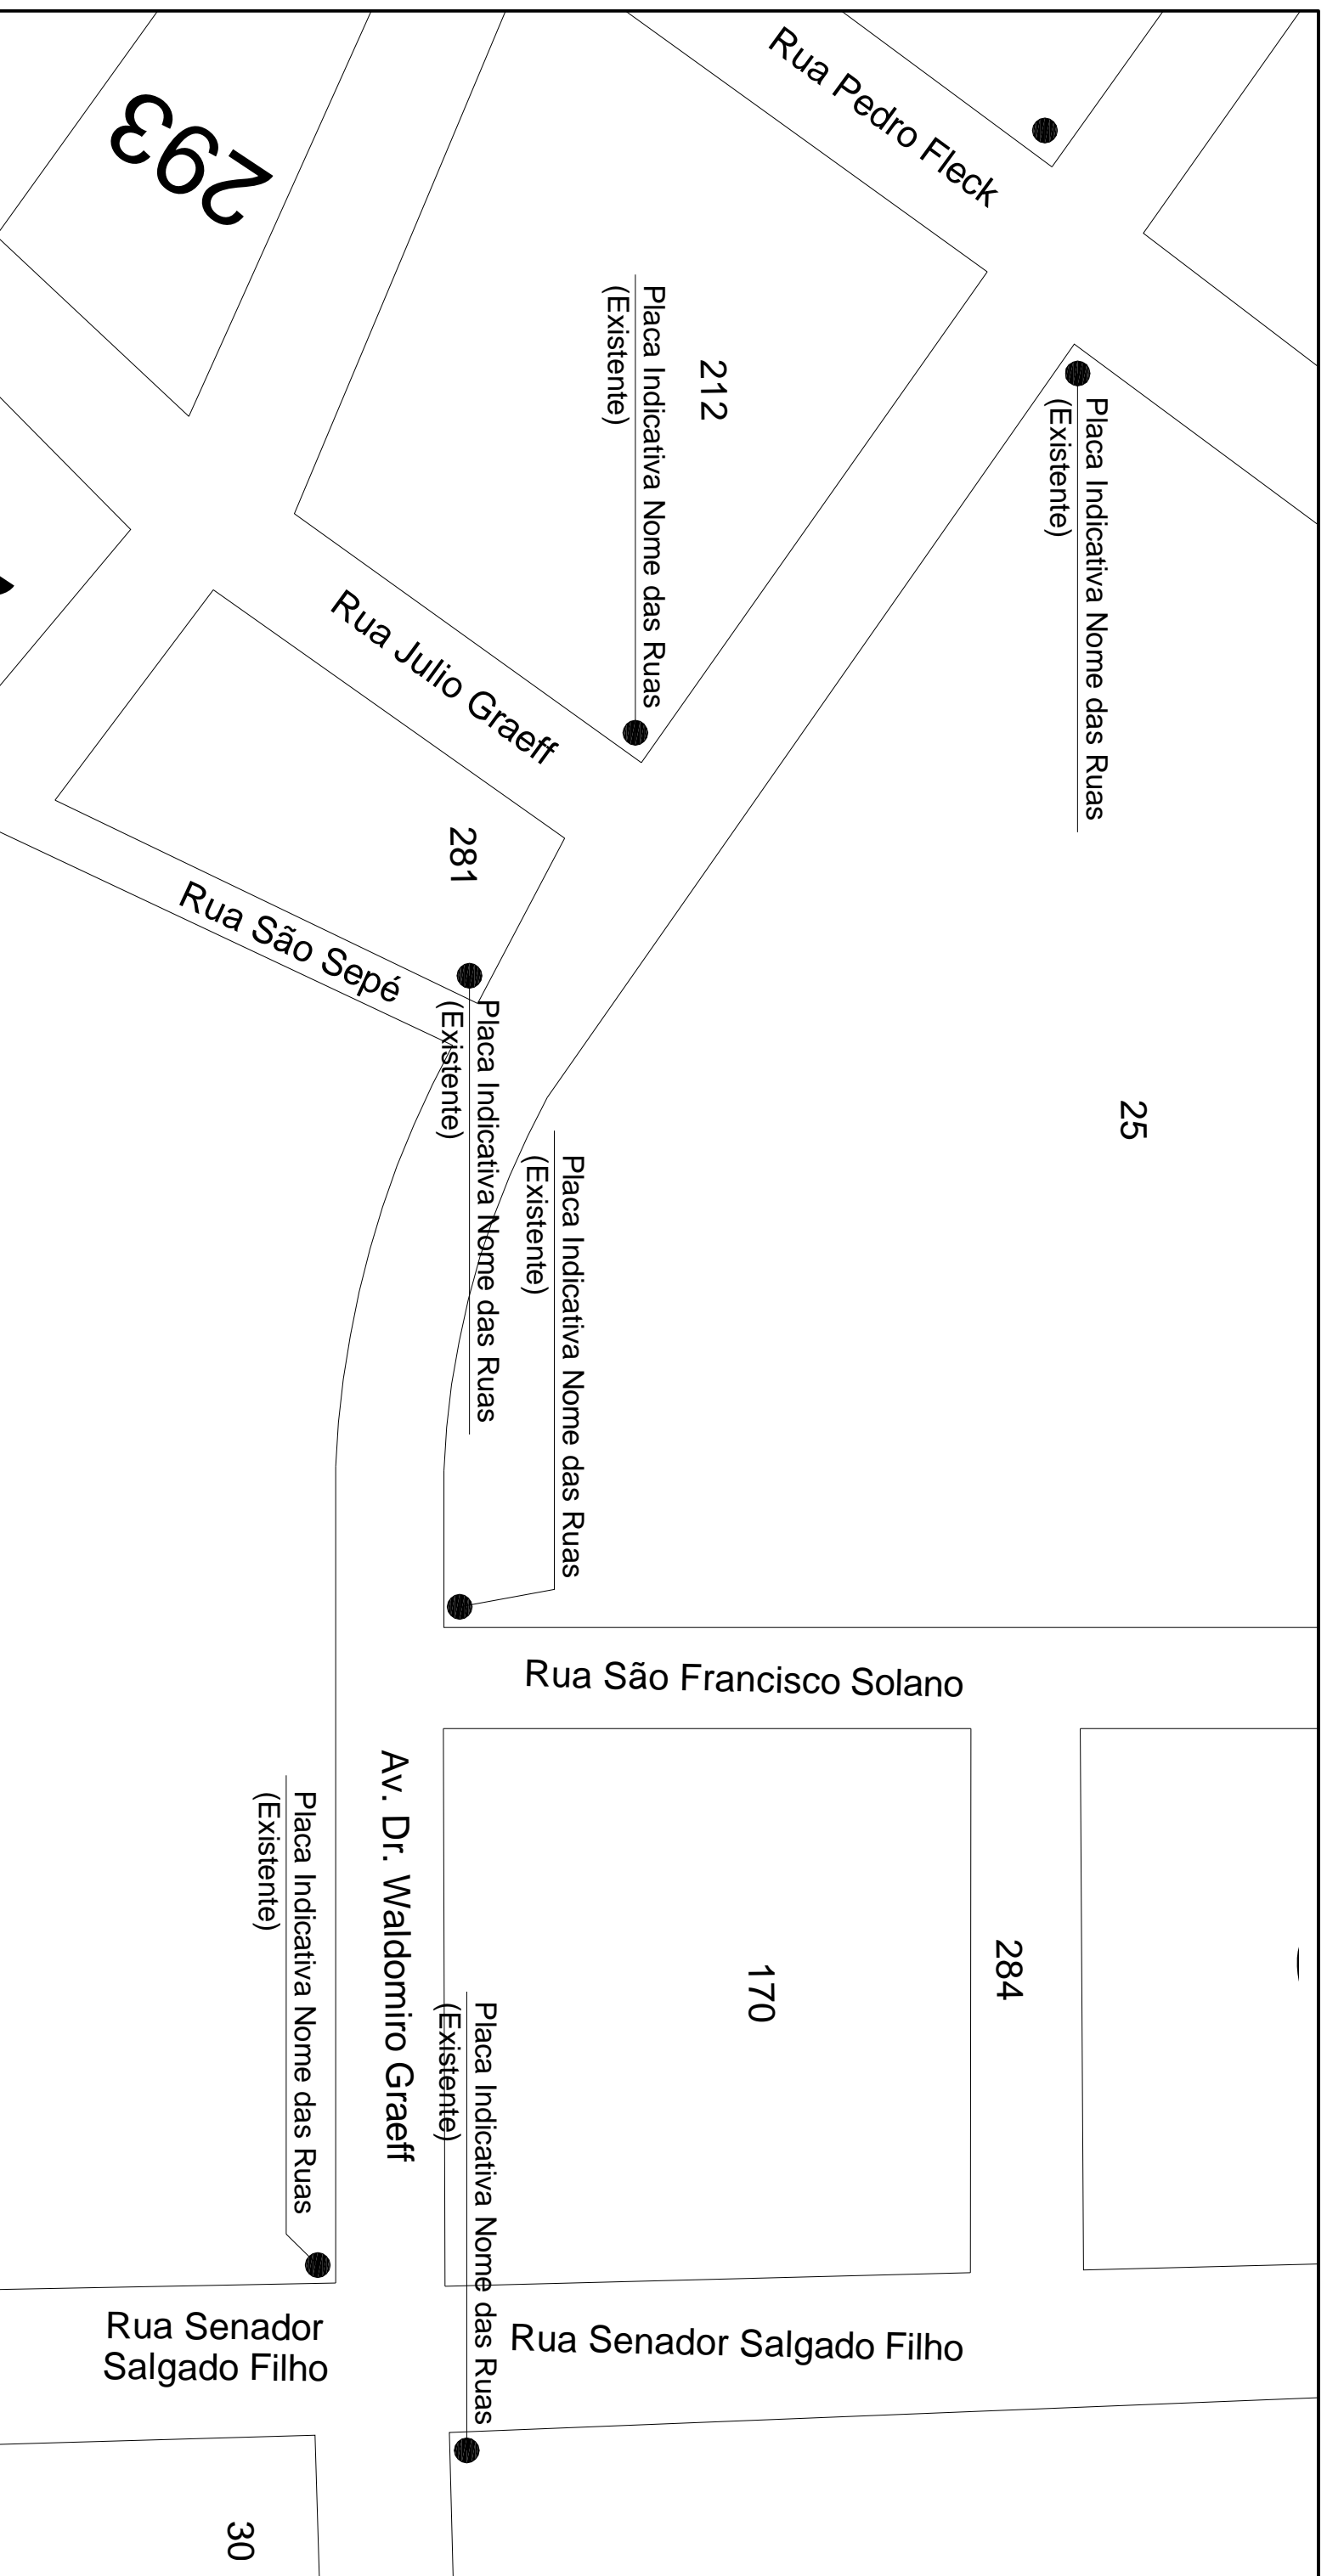 Rua Pedro Fleck
293
Placa Indicativa Nome das Ruas
(Existente)
212
Placa Indicativa Nome das Ruas
(Existente)
Rua Julio Graeff
281
Rua São Sepé
Placa Indicativa Nome das Ruas
(Existente)
25
Placa Indicativa Nome das Ruas
(Existente)
Rua São Francisco Solano
Av. Dr. Waldomiro Graeff
Placa Indicativa Nome das Ruas
(Existente)
170
284
Placa Indicativa Nome das Ruas
(Existente)
Rua Senador
Salgado Filho
Rua Senador Salgado Filho
30